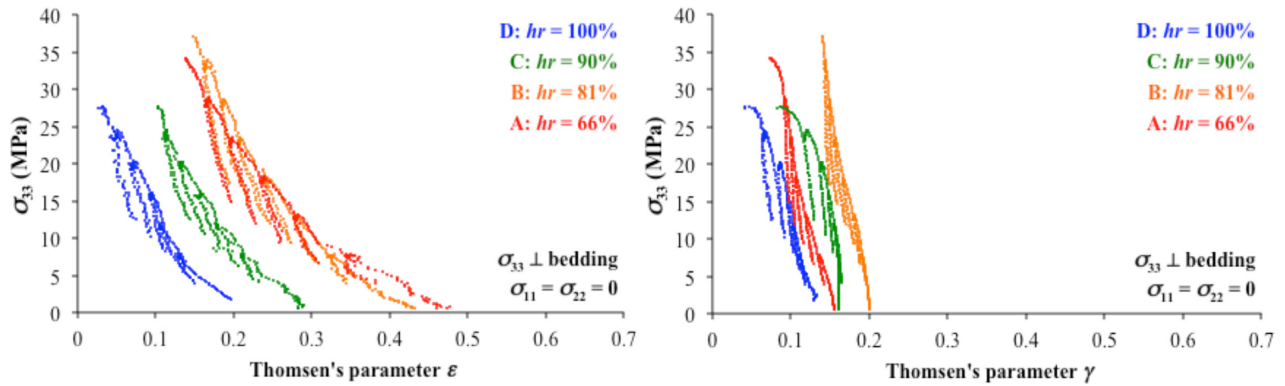 40
35
30
25
20
15
10
5
0
σ33 (MPa)
D: hr = 100%
C: hr = 90%
B: hr = 81%
A: hr = 66%
σ33 ⊥ bedding
σ11 = σ22 = 0
0 0.1 0.2 0.3 0.4 0.5 0.6 0.7
Thomsen's parameter ε
40
35
30
25
20
15
10
5
0
σ33 (MPa)
D: hr = 100%
C: hr = 90%
B: hr = 81%
A: hr = 66%
σ33 ⊥ bedding
σ11 = σ22 = 0
0 0.1 0.2 0.3 0.4 0.5 0.6 0.7
Thomsen's parameter γ